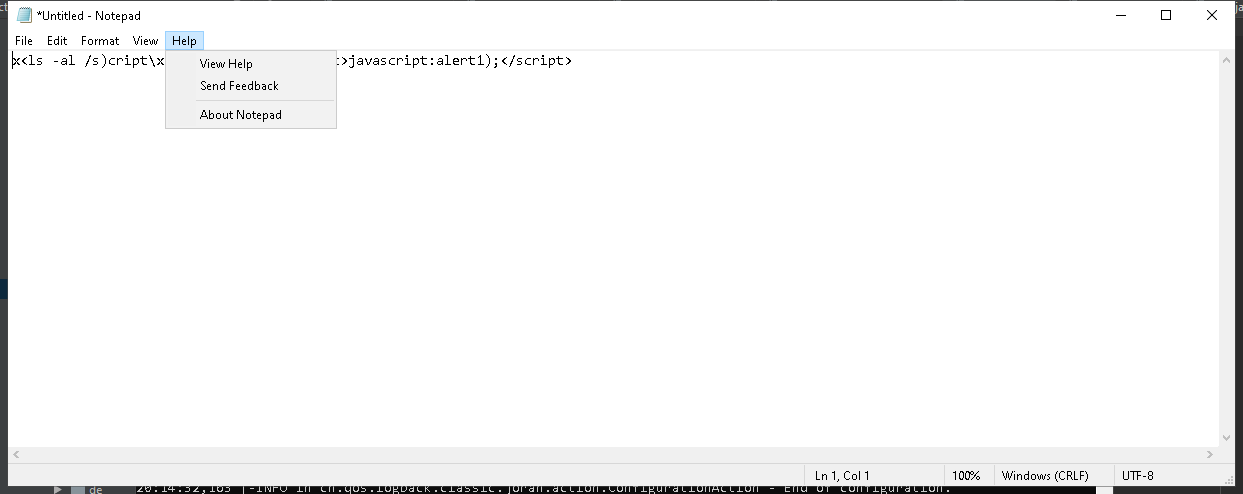 *Untitled - Notepad
File Edit Format View Help
x<ls -al /s)cript\x
t>javascript:alert1);</script>
View Help
Send Feedback
About Notepad
Ln 1, Col 1 100% Windows (CRLF) UTF-8
de 20:14:32,163 |-INFO in ch.qos.logback.classic.joran.action.ConfigurationAction - End of configuration.